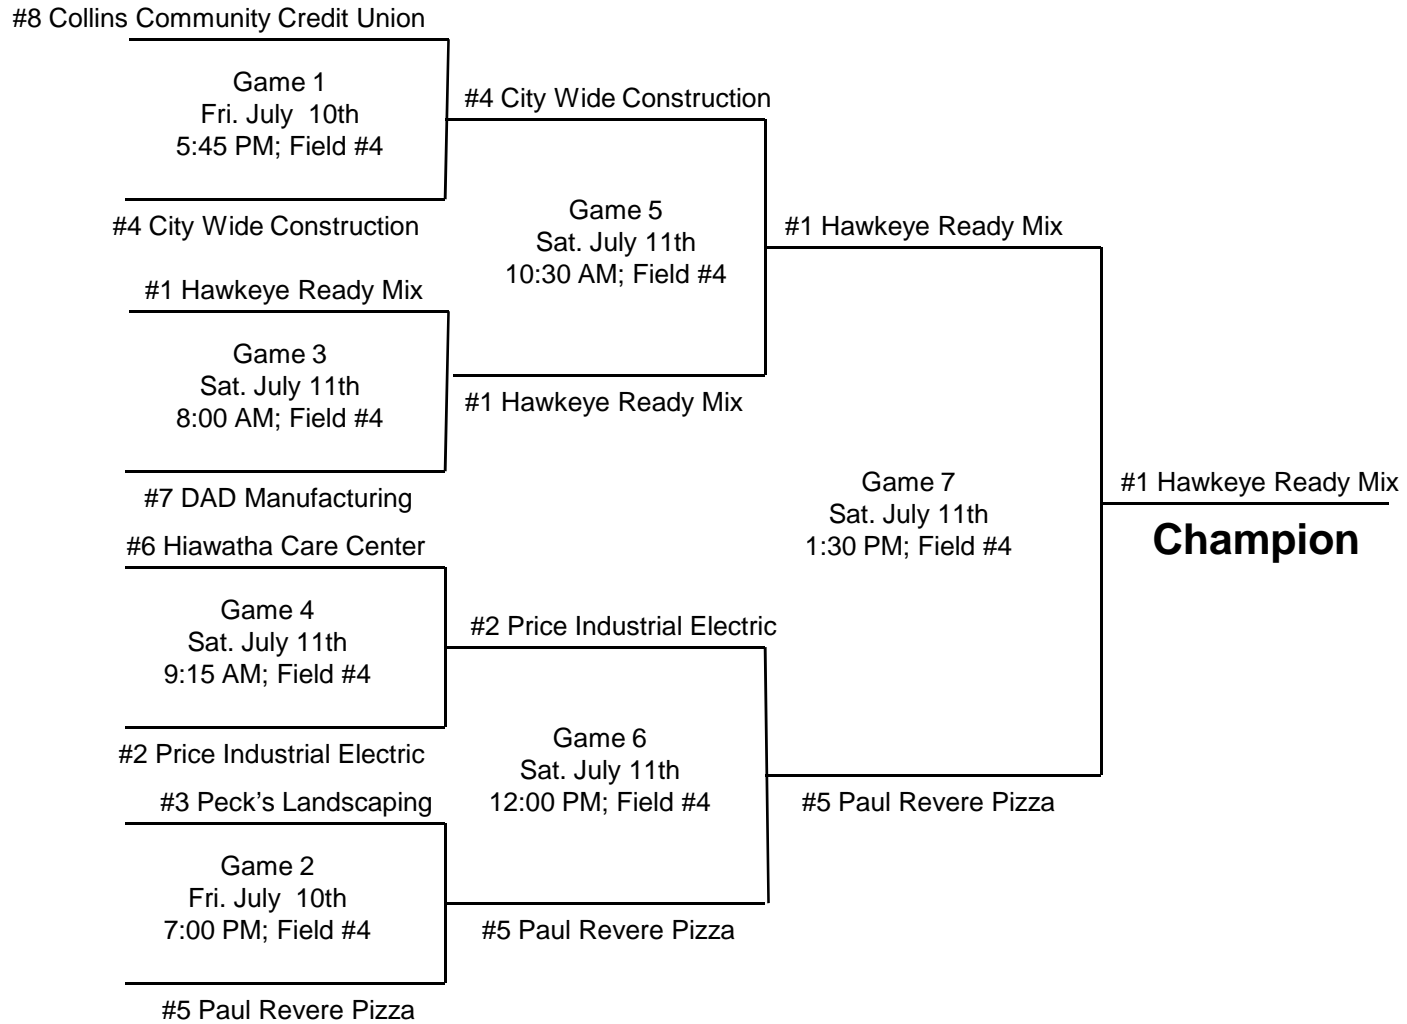 #8 Collins Community Credit Union
Game 1
Fri. July 10th
5:45 PM; Field #4
#4 City Wide Construction
#4 City Wide Construction
Game 5
Sat. July 11th
10:30 AM; Field #4
#1 Hawkeye Ready Mix
#1 Hawkeye Ready Mix
Game 3
Sat. July 11th
8:00 AM; Field #4
#1 Hawkeye Ready Mix
#7 DAD Manufacturing
Game 7
Sat. July 11th
1:30 PM; Field #4
#1 Hawkeye Ready Mix
Champion
#6 Hiawatha Care Center
Game 4
Sat. July 11th
9:15 AM; Field #4
#2 Price Industrial Electric
#2 Price Industrial Electric
Game 6
Sat. July 11th
12:00 PM; Field #4
#5 Paul Revere Pizza
#3 Peck's Landscaping
Game 2
Fri. July 10th
7:00 PM; Field #4
#5 Paul Revere Pizza
#5 Paul Revere Pizza